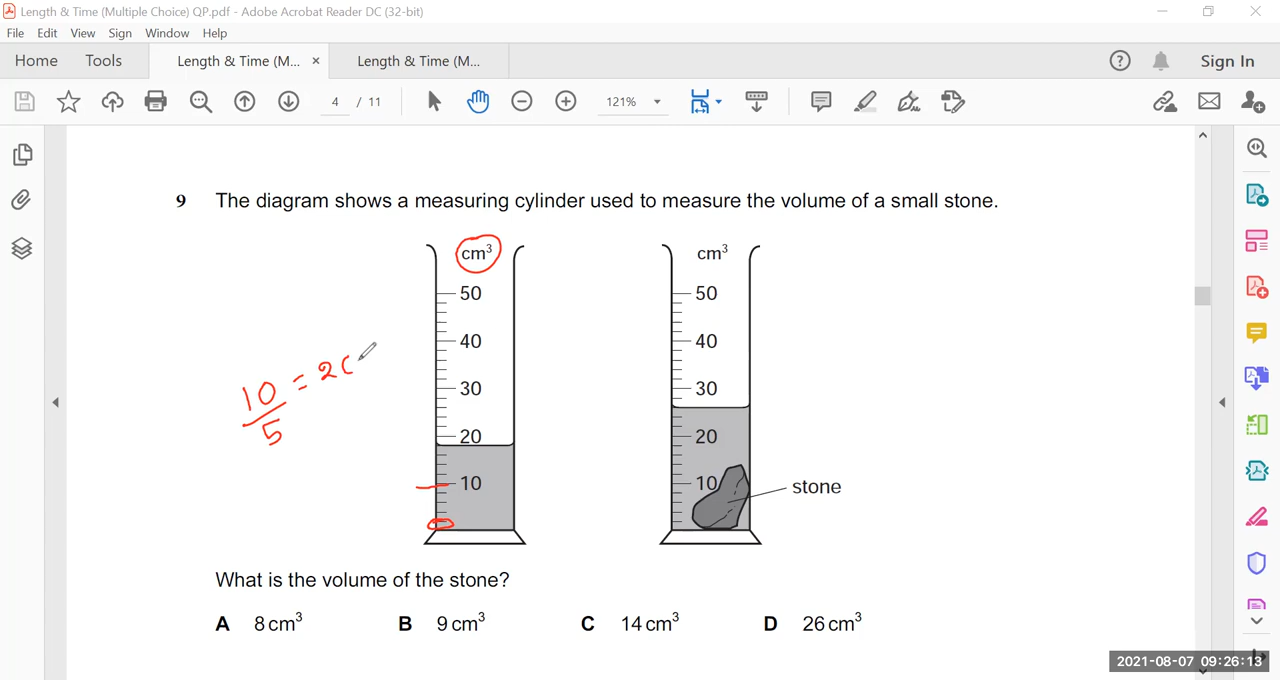 Length & Time (Multiple Choice) QP.pdf - Adobe Acrobat Reader DC (32-bit)
File Edit View Sign Window Help
Home Tools Length & Time (M... × Length & Time (M... ? Sign In
4 / 11 121%
9 The diagram shows a measuring cylinder used to measure the volume of a small stone.
cm³ cm³
50 50
40 40
30 30
20 20
10 10
stone
10/5 = 2c
What is the volume of the stone?
A 8 cm³ B 9 cm³ C 14 cm³ D 26 cm³
2021-08-07 09:26:13